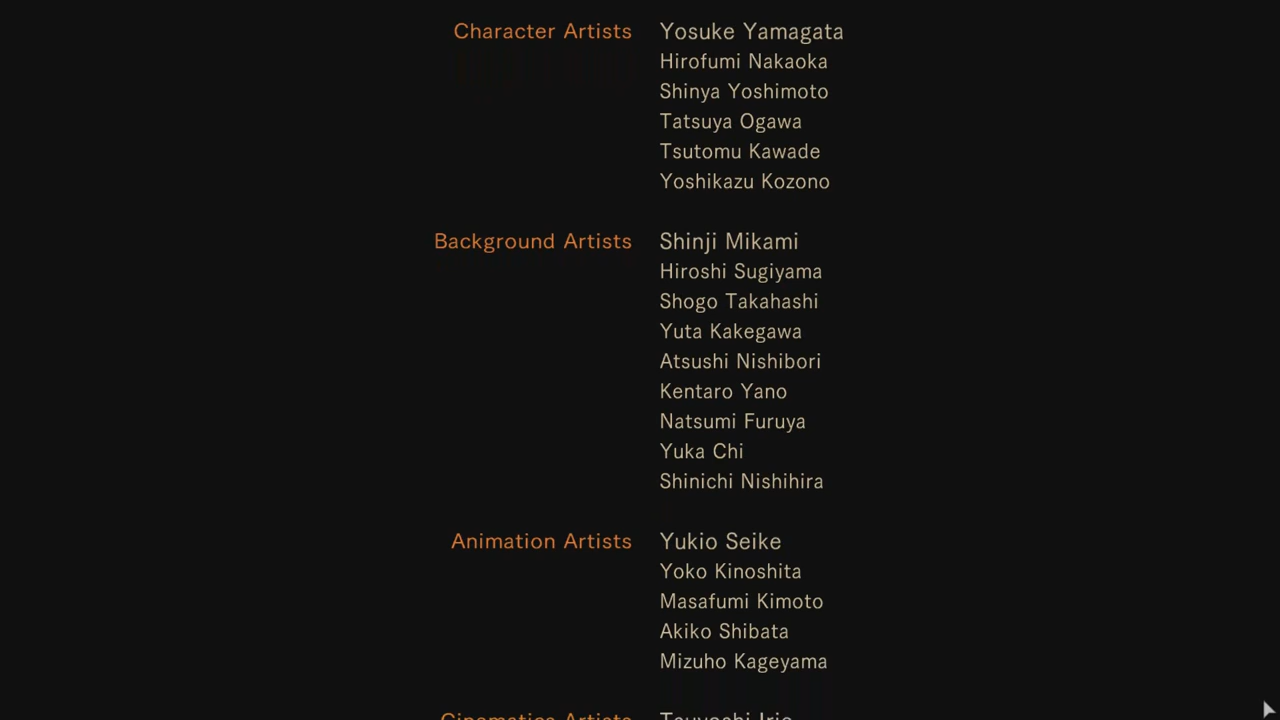 Character Artists Yosuke Yamagata
Hirofumi Nakaoka
Shinya Yoshimoto
Tatsuya Ogawa
Tsutomu Kawade
Yoshikazu Kozono
Background Artists Shinji Mikami
Hiroshi Sugiyama
Shogo Takahashi
Yuta Kakegawa
Atsushi Nishibori
Kentaro Yano
Natsumi Furuya
Yuka Chi
Shinichi Nishihira
Animation Artists Yukio Seike
Yoko Kinoshita
Masafumi Kimoto
Akiko Shibata
Mizuho Kageyama
Cinematics Artists